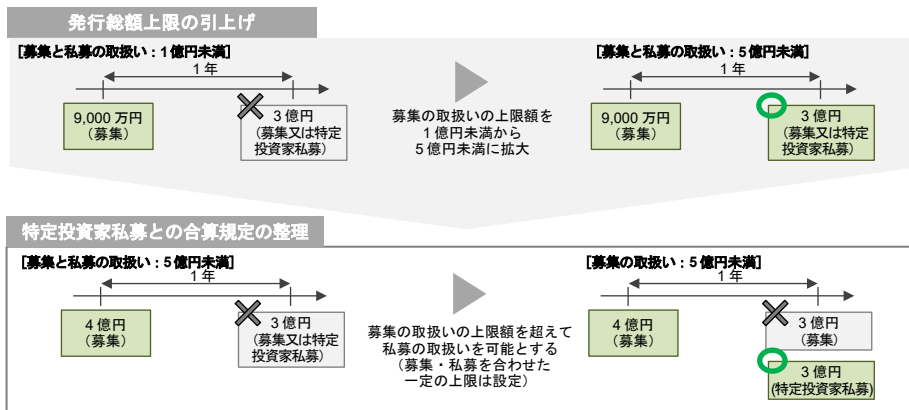 発行総額上限の引上げ
[募集と私募の取扱い：1億円未満]
1年
9,000万円
（募集）
3億円
（募集又は特定
投資家私募）
募集の取扱いの上限額を
1億円未満から
5億円未満に拡大
[募集と私募の取扱い：5億円未満]
1年
9,000万円
（募集）
3億円
（募集又は特定
投資家私募）
特定投資家私募との合算規定の整理
[募集と私募の取扱い：5億円未満]
1年
4億円
（募集）
3億円
（募集又は特定
投資家私募）
募集の取扱いの上限額を超えて
私募の取扱いを可能とする
（募集・私募を合わせた
一定の上限は設定）
[募集の取扱い：5億円未満]
1年
4億円
（募集）
3億円
（募集）
3億円
(特定投資家私募)